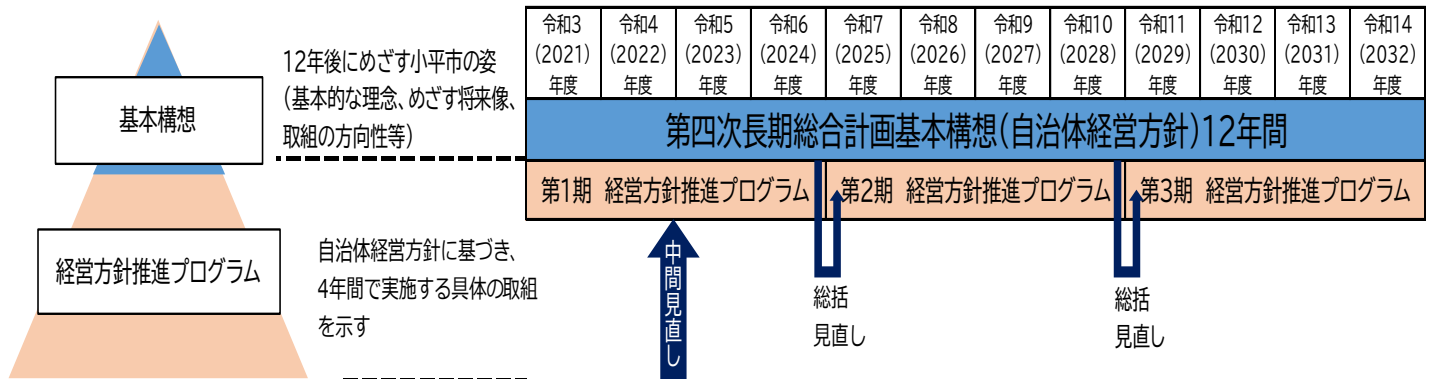 基本構想
12年後にめざす小平市の姿
（基本的な理念、めざす将来像、
取組の方向性等）
経営方針推進プログラム
自治体経営方針に基づき、
4年間で実施する具体の取組
を示す
令和3
（2021）
年度
令和4
（2022）
年度
令和5
（2023）
年度
令和6
（2024）
年度
令和7
（2025）
年度
令和8
（2026）
年度
令和9
（2027）
年度
令和10
（2028）
年度
令和11
（2029）
年度
令和12
（2030）
年度
令和13
（2031）
年度
令和14
（2032）
年度
第四次長期総合計画基本構想（自治体経営方針）12年間
第1期 経営方針推進プログラム
第2期 経営方針推進プログラム
第3期 経営方針推進プログラム
中間見直し
総括
見直し
総括
見直し